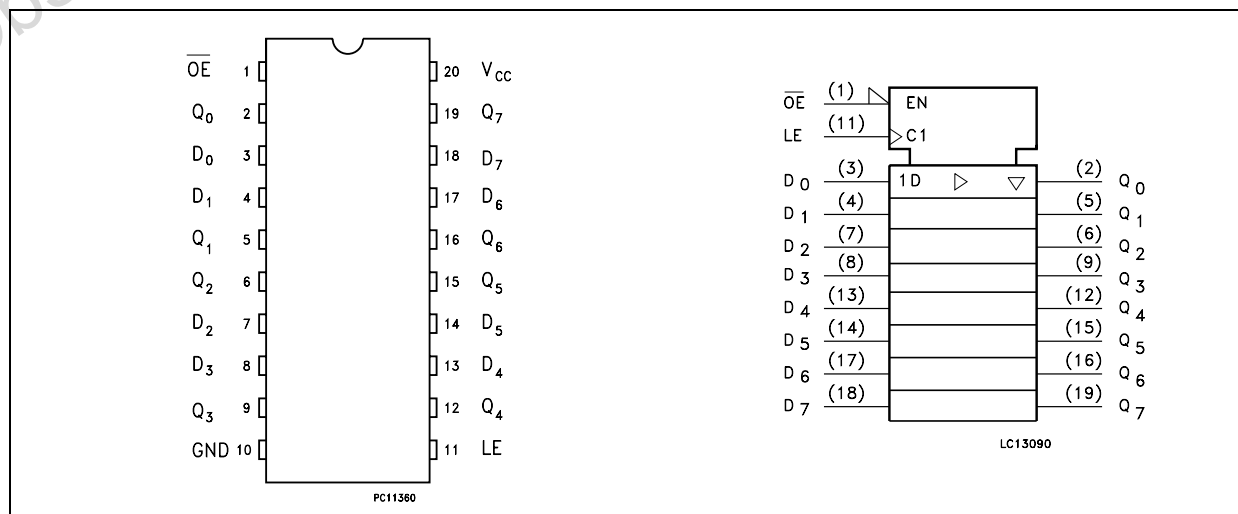 OE 1 20 VCC
Q0 2 19 Q7
D0 3 18 D7
D1 4 17 D6
Q1 5 16 Q6
Q2 6 15 Q5
D2 7 14 D5
D3 8 13 D4
Q3 9 12 Q4
GND 10 11 LE
PC11360
OE (1) EN
LE (11) C1
D0 (3) 1D (2) Q0
D1 (4) (5) Q1
D2 (7) (6) Q2
D3 (8) (9) Q3
D4 (13) (12) Q4
D5 (14) (15) Q5
D6 (17) (16) Q6
D7 (18) (19) Q7
LC13090